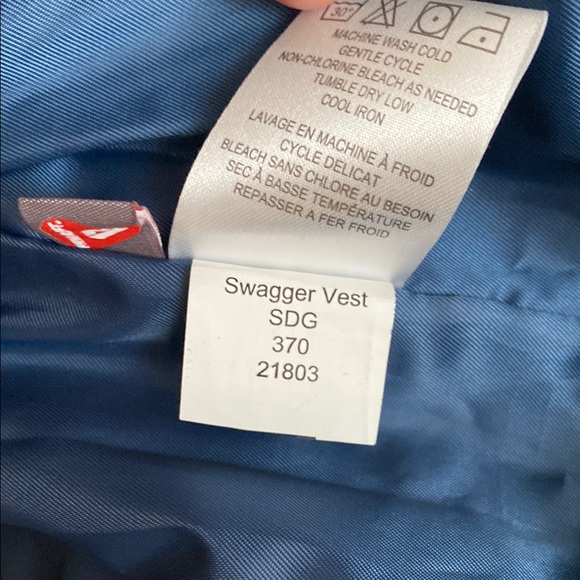 30°
MACHINE WASH COLD
GENTLE CYCLE
NON-CHLORINE BLEACH AS NEEDED
TUMBLE DRY LOW
COOL IRON
LAVAGE EN MACHINE À FROID
CYCLE DELICAT
BLEACH SANS CHLORE AU BESOIN
SEC À BASSE TEMPÉRATURE
REPASSER A FER FROID
Swagger Vest
SDG
370
21803